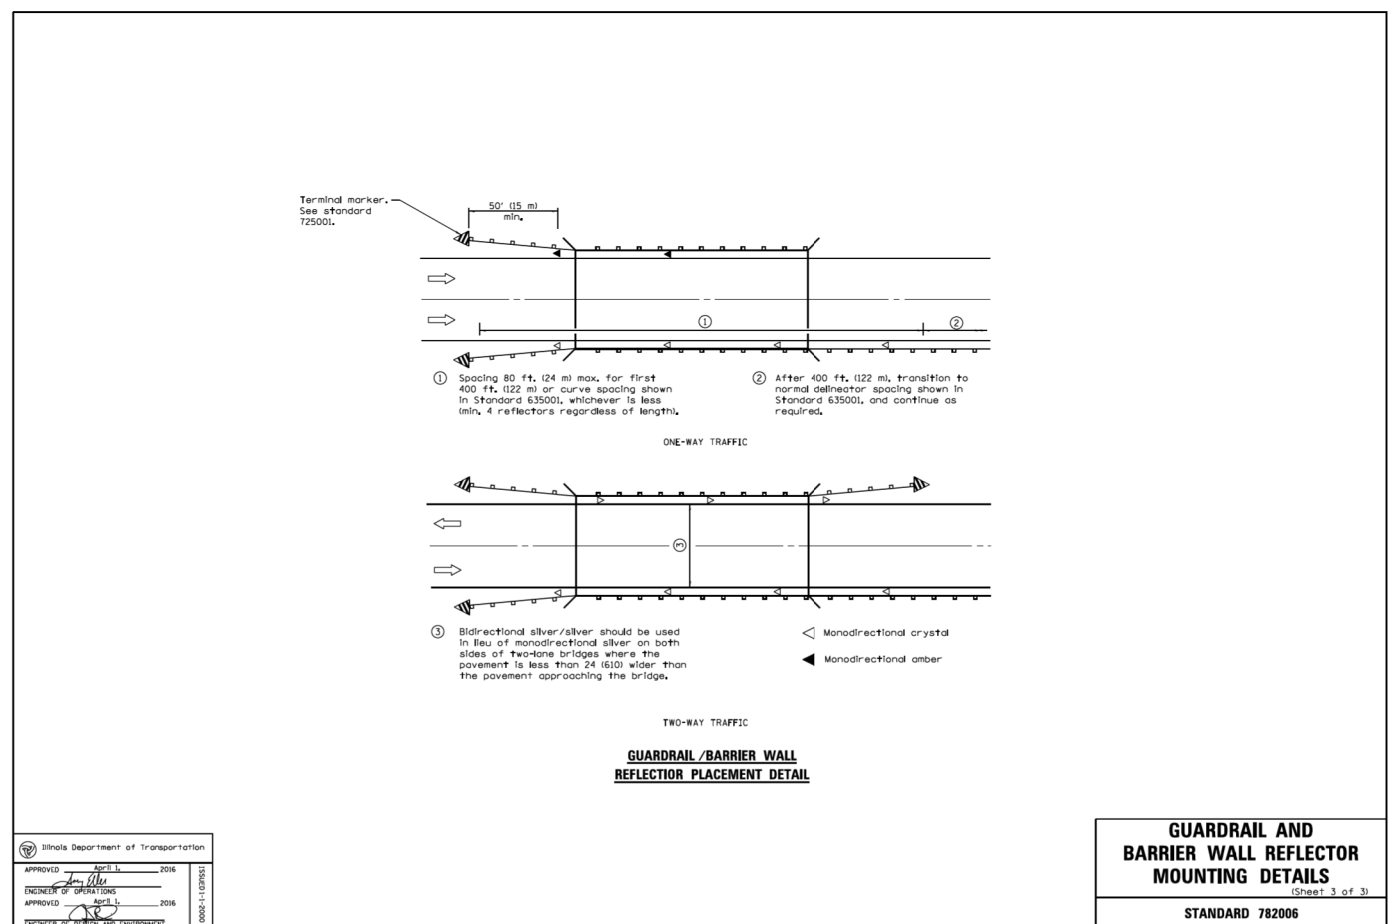 Terminal marker.
See standard
725001.
50' (15 m)
min.
1
2
1 Spacing 80 ft. (24 m) max. for first
400 ft. (122 m) or curve spacing shown
in Standard 635001, whichever is less
(min. 4 reflectors regardless of length).
2 After 400 ft. (122 m), transition to
normal delineator spacing shown in
Standard 635001, and continue as
required.
ONE-WAY TRAFFIC
3
3 Bidirectional silver/silver should be used
in lieu of monodirectional silver on both
sides of two-lane bridges where the
pavement is less than 24 (610) wider than
the pavement approaching the bridge.
Monodirectional crystal
Monodirectional amber
TWO-WAY TRAFFIC
GUARDRAIL /BARRIER WALL
REFLECTIOR PLACEMENT DETAIL
Illinois Department of Transportation
APPROVED April 1, 2016
ENGINEER OF OPERATIONS
APPROVED April 1, 2016
ENGINEER OF DESIGN AND ENVIRONMENT
ISSUED 1-1-2000
GUARDRAIL AND
BARRIER WALL REFLECTOR
MOUNTING DETAILS
(Sheet 3 of 3)
STANDARD 782006